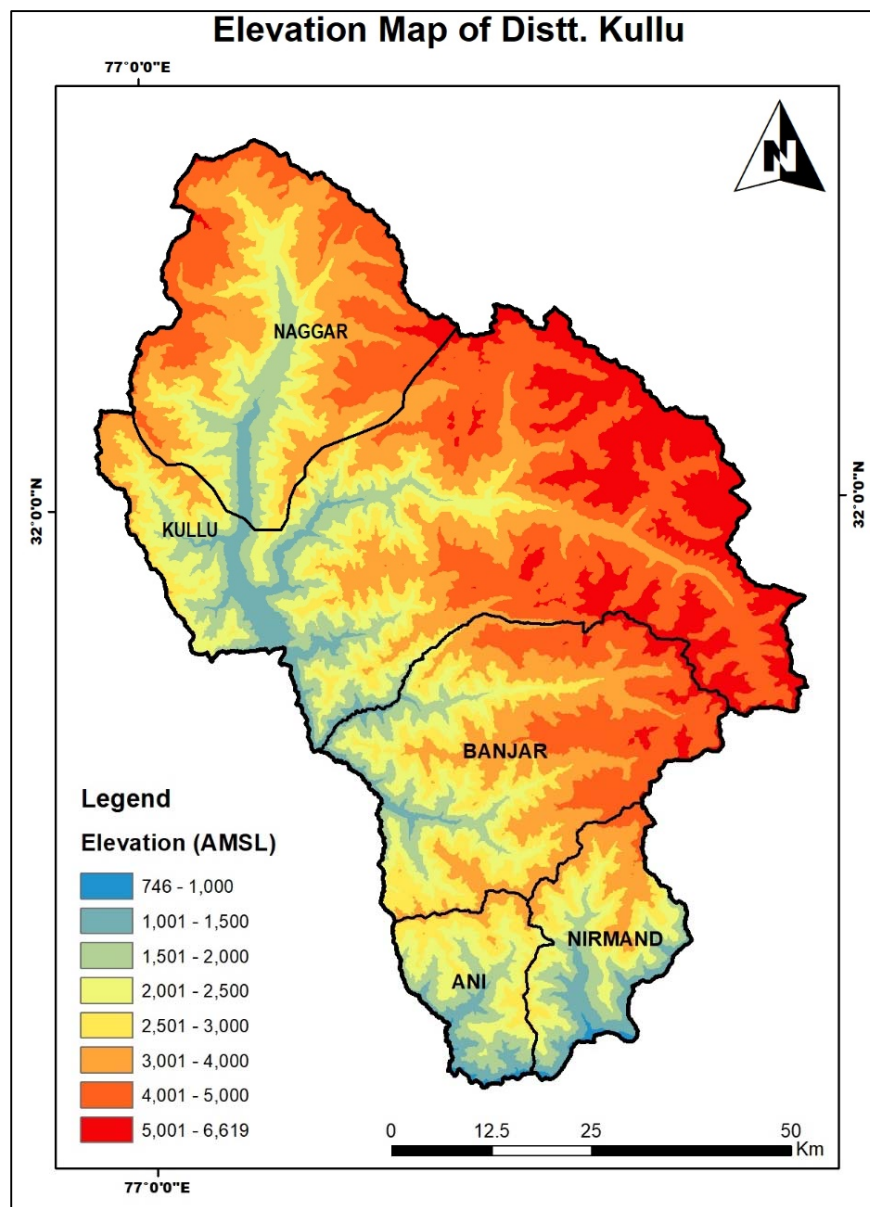 Elevation Map of Distt. Kullu
77°0'0"E
N
NAGGAR
KULLU
32°0'0"N
32°0'0"N
BANJAR
NIRMAND
ANI
Legend
Elevation (AMSL)
746 - 1,000
1,001 - 1,500
1,501 - 2,000
2,001 - 2,500
2,501 - 3,000
3,001 - 4,000
4,001 - 5,000
5,001 - 6,619
0 12.5 25 50
Km
77°0'0"E